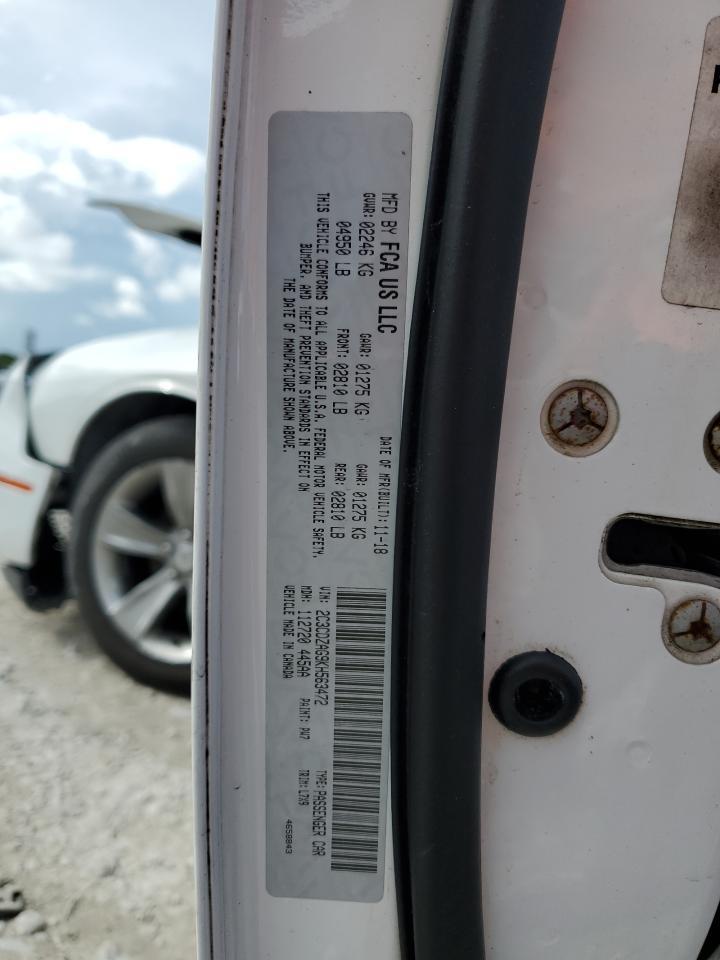 MFD BY FCA US LLC
DATE OF MFR(BUILT): 11-18
GVWR: 02246 KG
GAWR: 01275 KG
GAWR: 01275 KG
04950 LB
FRONT: 02810 LB
REAR: 02810 LB
THIS VEHICLE CONFORMS TO ALL APPLICABLE U.S.A. FEDERAL MOTOR VEHICLE SAFETY,
BUMPER, AND THEFT PREVENTION STANDARDS IN EFFECT ON
THE DATE OF MANUFACTURE SHOWN ABOVE.
VIN: 2C3CDZAG9KH563472
TYPE: PASSENGER CAR
MDH: 112720 445AA
PAINT: PW7
TRIM: L7X9
VEHICLE MADE IN CANADA
4658843